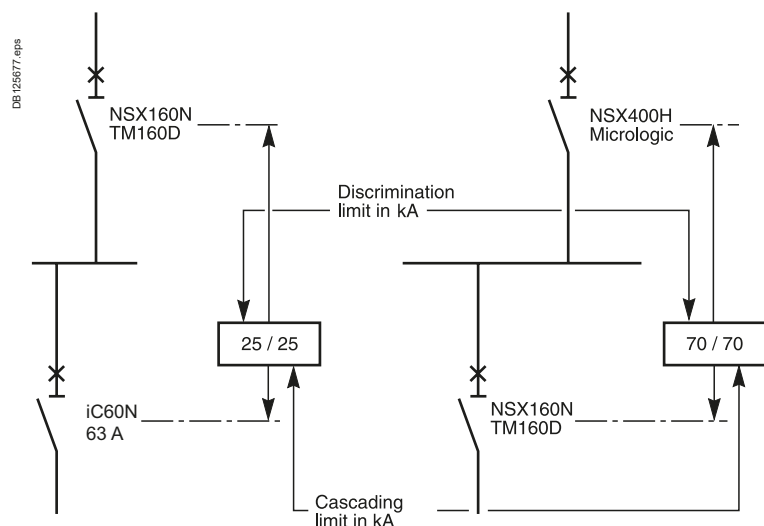 DB125677.eps
NSX160N
TM160D
NSX400H
Micrologic
Discrimination
limit in kA
25 / 25
70 / 70
iC60N
63 A
NSX160N
TM160D
Cascading
limit in kA